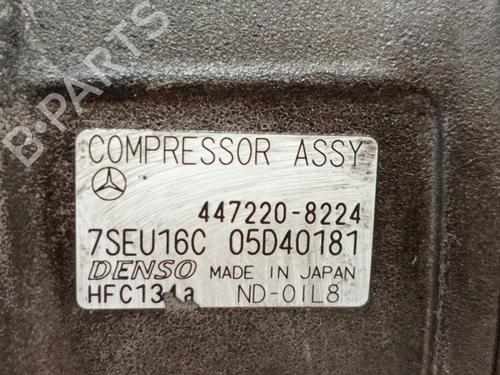 B-PARTS
COMPRESSOR ASSY
447220-8224
7SEU16C 05D40181
DENSO MADE IN JAPAN
HFC134a ND-OIL8